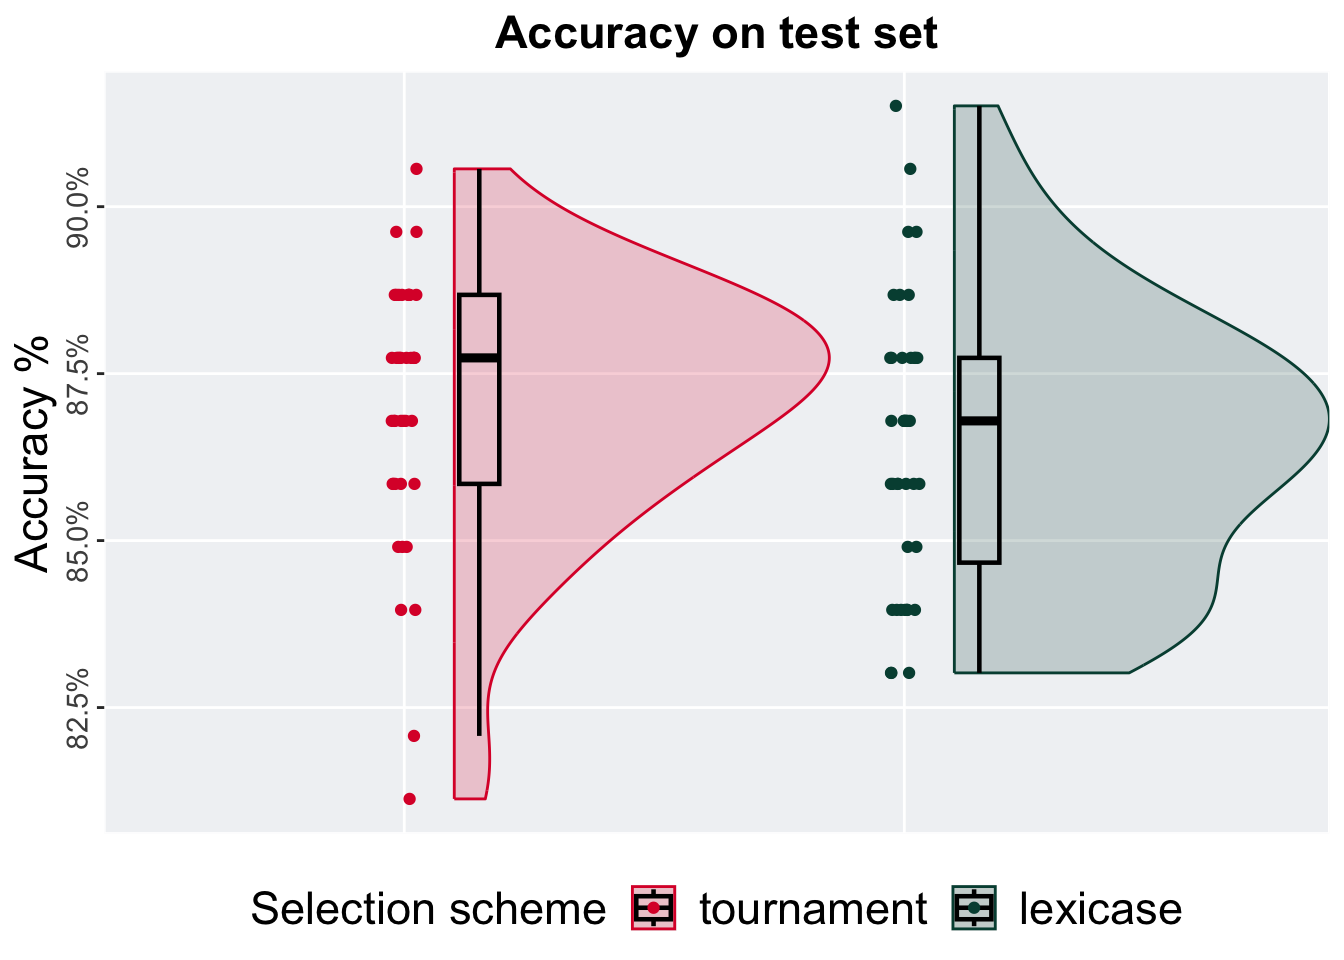 Accuracy on test set
Accuracy %
90.0%
87.5%
85.0%
82.5%
Selection scheme tournament lexicase